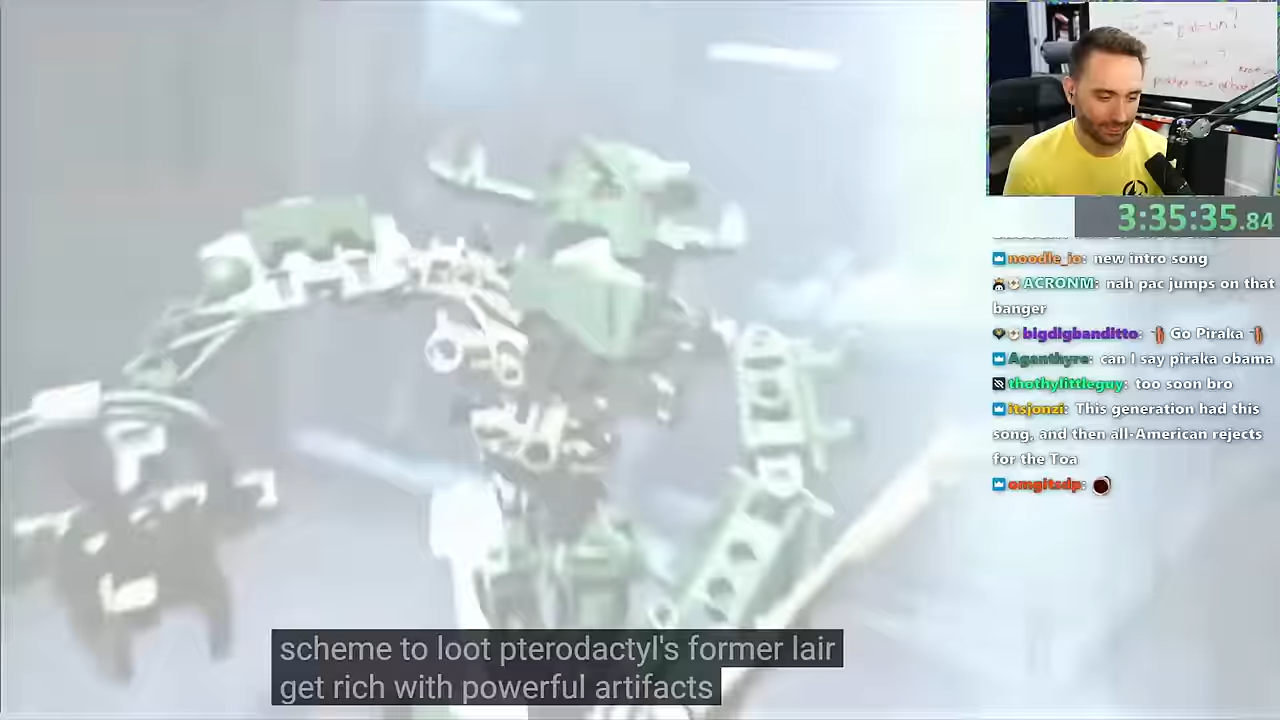 3:35:35.84
noodle_io: new intro song
ACRONM: nah pac jumps on that
banger
bigdigbanditto: Go Piraka
Aganthyre: can I say piraka obama
thothylittleguy: too soon bro
itsjonzi: This generation had this
song, and then all-American rejects
for the Toa
omgitsdp:
scheme to loot pterodactyl's former lair
get rich with powerful artifacts